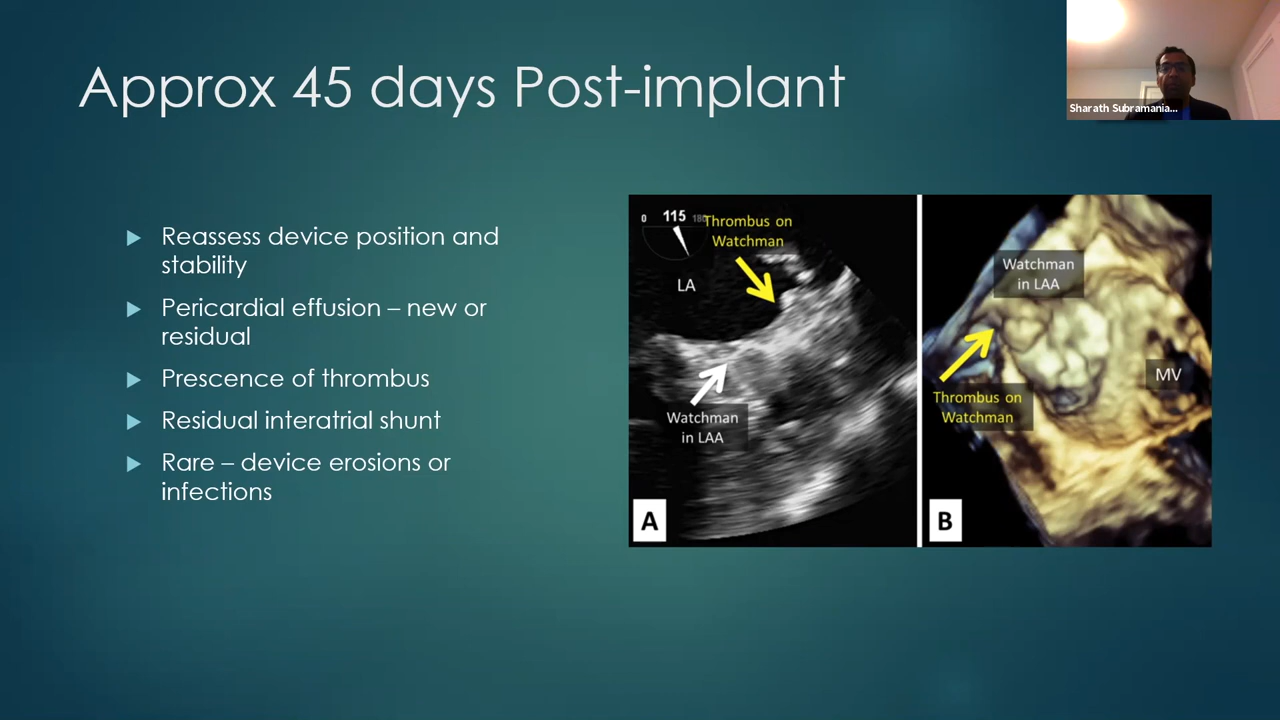 Approx 45 days Post-implant
Sharath Subramania...
Reassess device position and
stability
Pericardial effusion – new or
residual
Prescence of thrombus
Residual interatrial shunt
Rare – device erosions or
infections
0 115 180
Thrombus on
Watchman
LA
Watchman
in LAA
A
Watchman
in LAA
MV
Thrombus on
Watchman
B